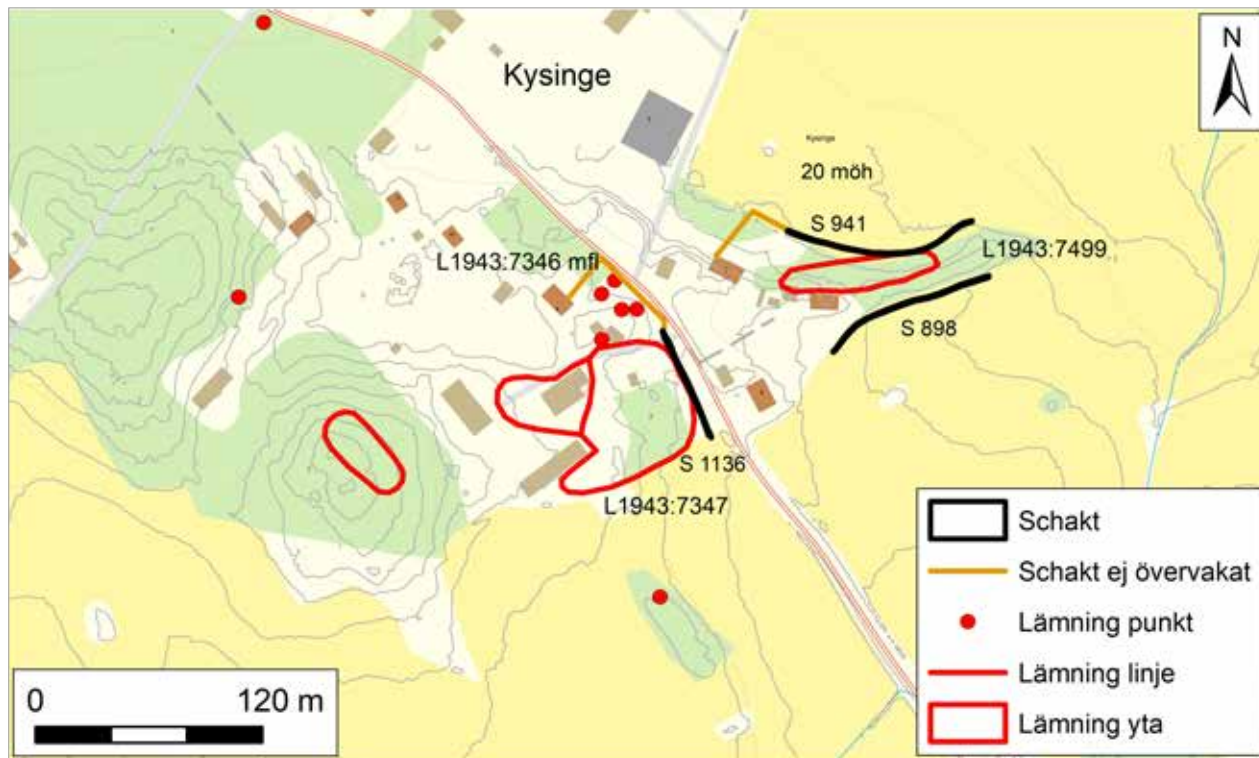 N
Kysinge
Kysinge
20 möh
S 941
L1943:7499
L1943:7346 mfl
S 898
S 1136
L1943:7347
Schakt
Schakt ej övervakat
Lämning punkt
Lämning linje
Lämning yta
0 120 m